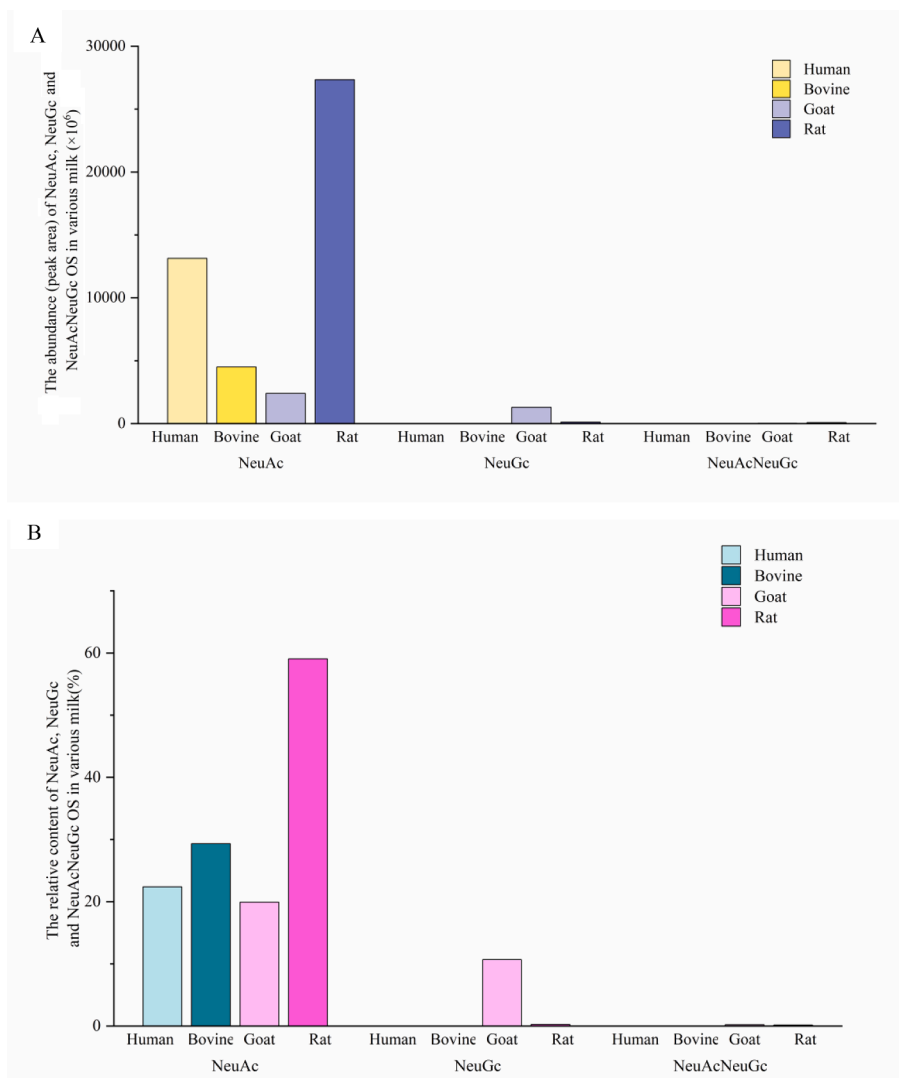 A
30000
20000
10000
0
The abundance (peak area) of NeuAc, NeuGc and
NeuAcNeuGc OS in various milk (×10⁶)
Human
Bovine
Goat
Rat
Human Bovine Goat Rat Human Bovine Goat Rat Human Bovine Goat Rat
NeuAc NeuGc NeuAcNeuGc
B
60
40
20
0
The relative content of NeuAc, NeuGc
and NeuAcNeuGc OS in various milk(%)
Human
Bovine
Goat
Rat
Human Bovine Goat Rat Human Bovine Goat Rat Human Bovine Goat Rat
NeuAc NeuGc NeuAcNeuGc